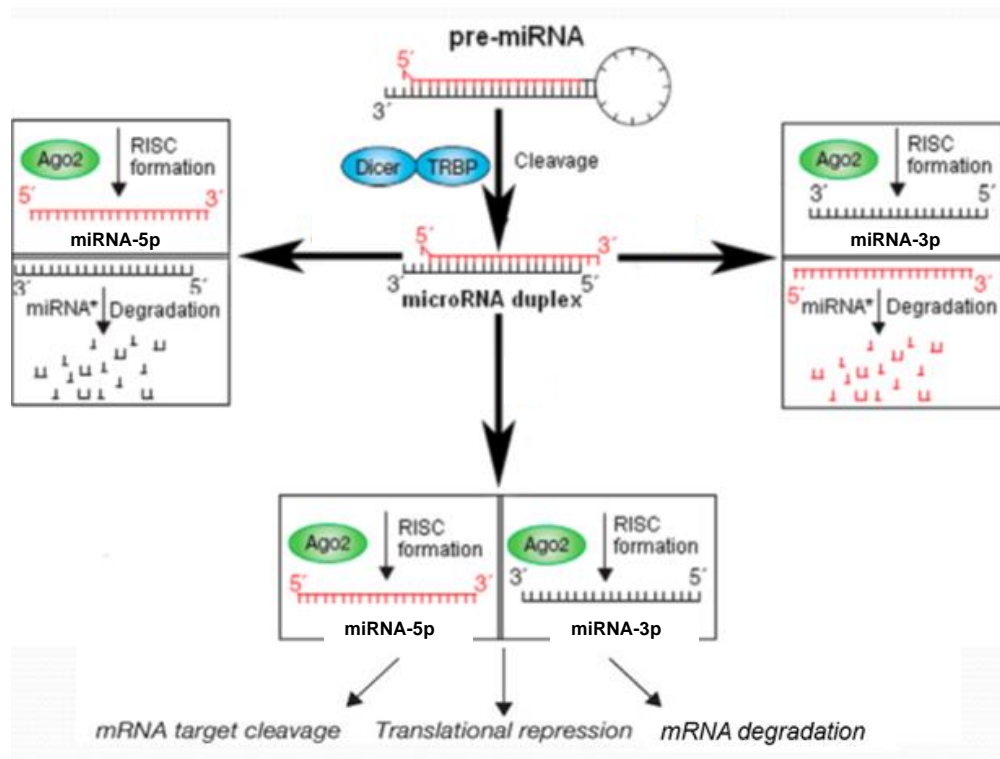 pre-miRNA
5´
3´
Dicer TRBP
Cleavage
Ago2
RISC
formation
5´ 3´
miRNA-5p
3´ 5´
miRNA* Degradation
5´ 3´
3´ 5´
microRNA duplex
Ago2
RISC
formation
3´ 5´
miRNA-3p
5´ 3´
miRNA* Degradation
Ago2
RISC
formation
5´ 3´
miRNA-5p
Ago2
RISC
formation
3´ 5´
miRNA-3p
mRNA target cleavage
Translational repression
mRNA degradation